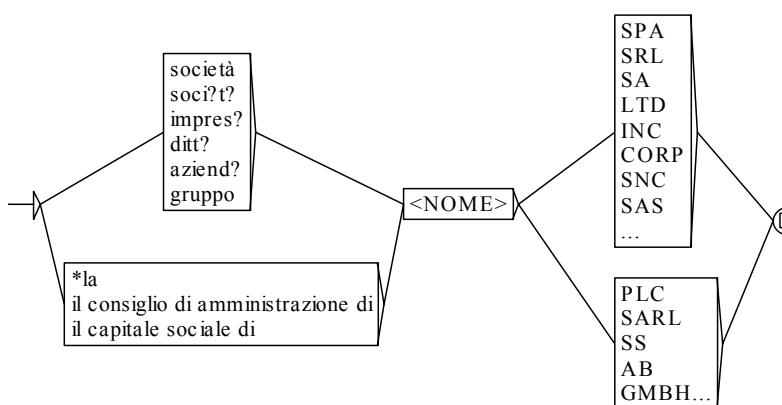 società
soci?t?
impres?
ditt?
aziend?
gruppo
*la
il consiglio di amministrazione di
il capitale sociale di
<NOME>
SPA
SRL
SA
LTD
INC
CORP
SNC
SAS
...
PLC
SARL
SS
AB
GMBH...